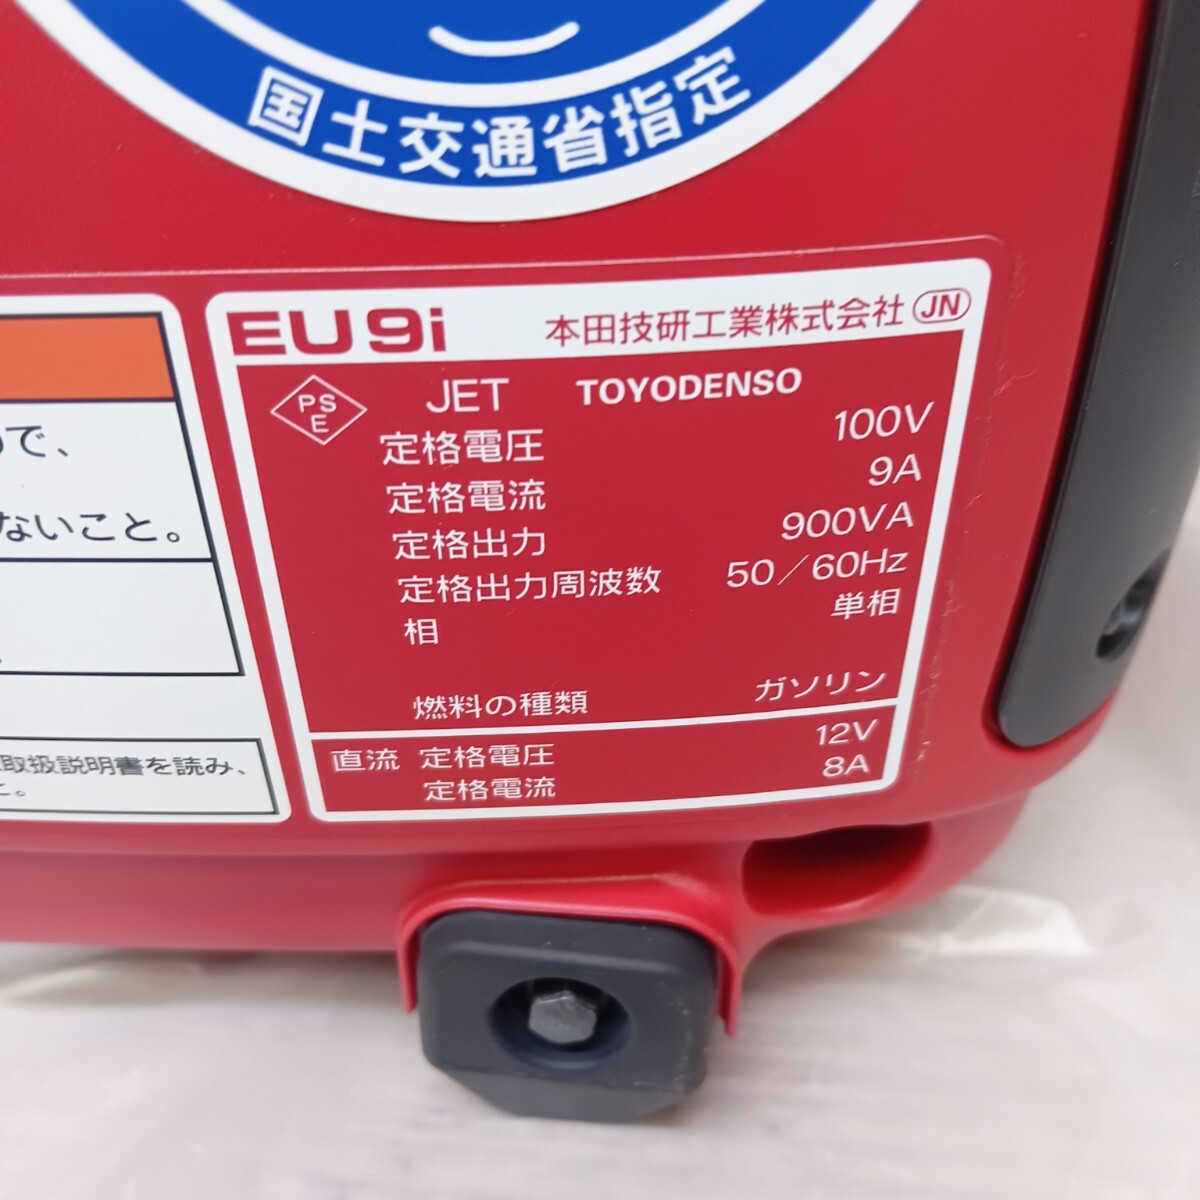 国土交通省指定
で、
ないこと。
取扱説明書を読み、
と。
EU9i 本田技研工業株式会社 JN
PSE JET TOYODENSO
定格電圧 100V
定格電流 9A
定格出力 900VA
定格出力周波数 50/60Hz
相 単相
燃料の種類 ガソリン
直流 定格電圧 12V
定格電流 8A